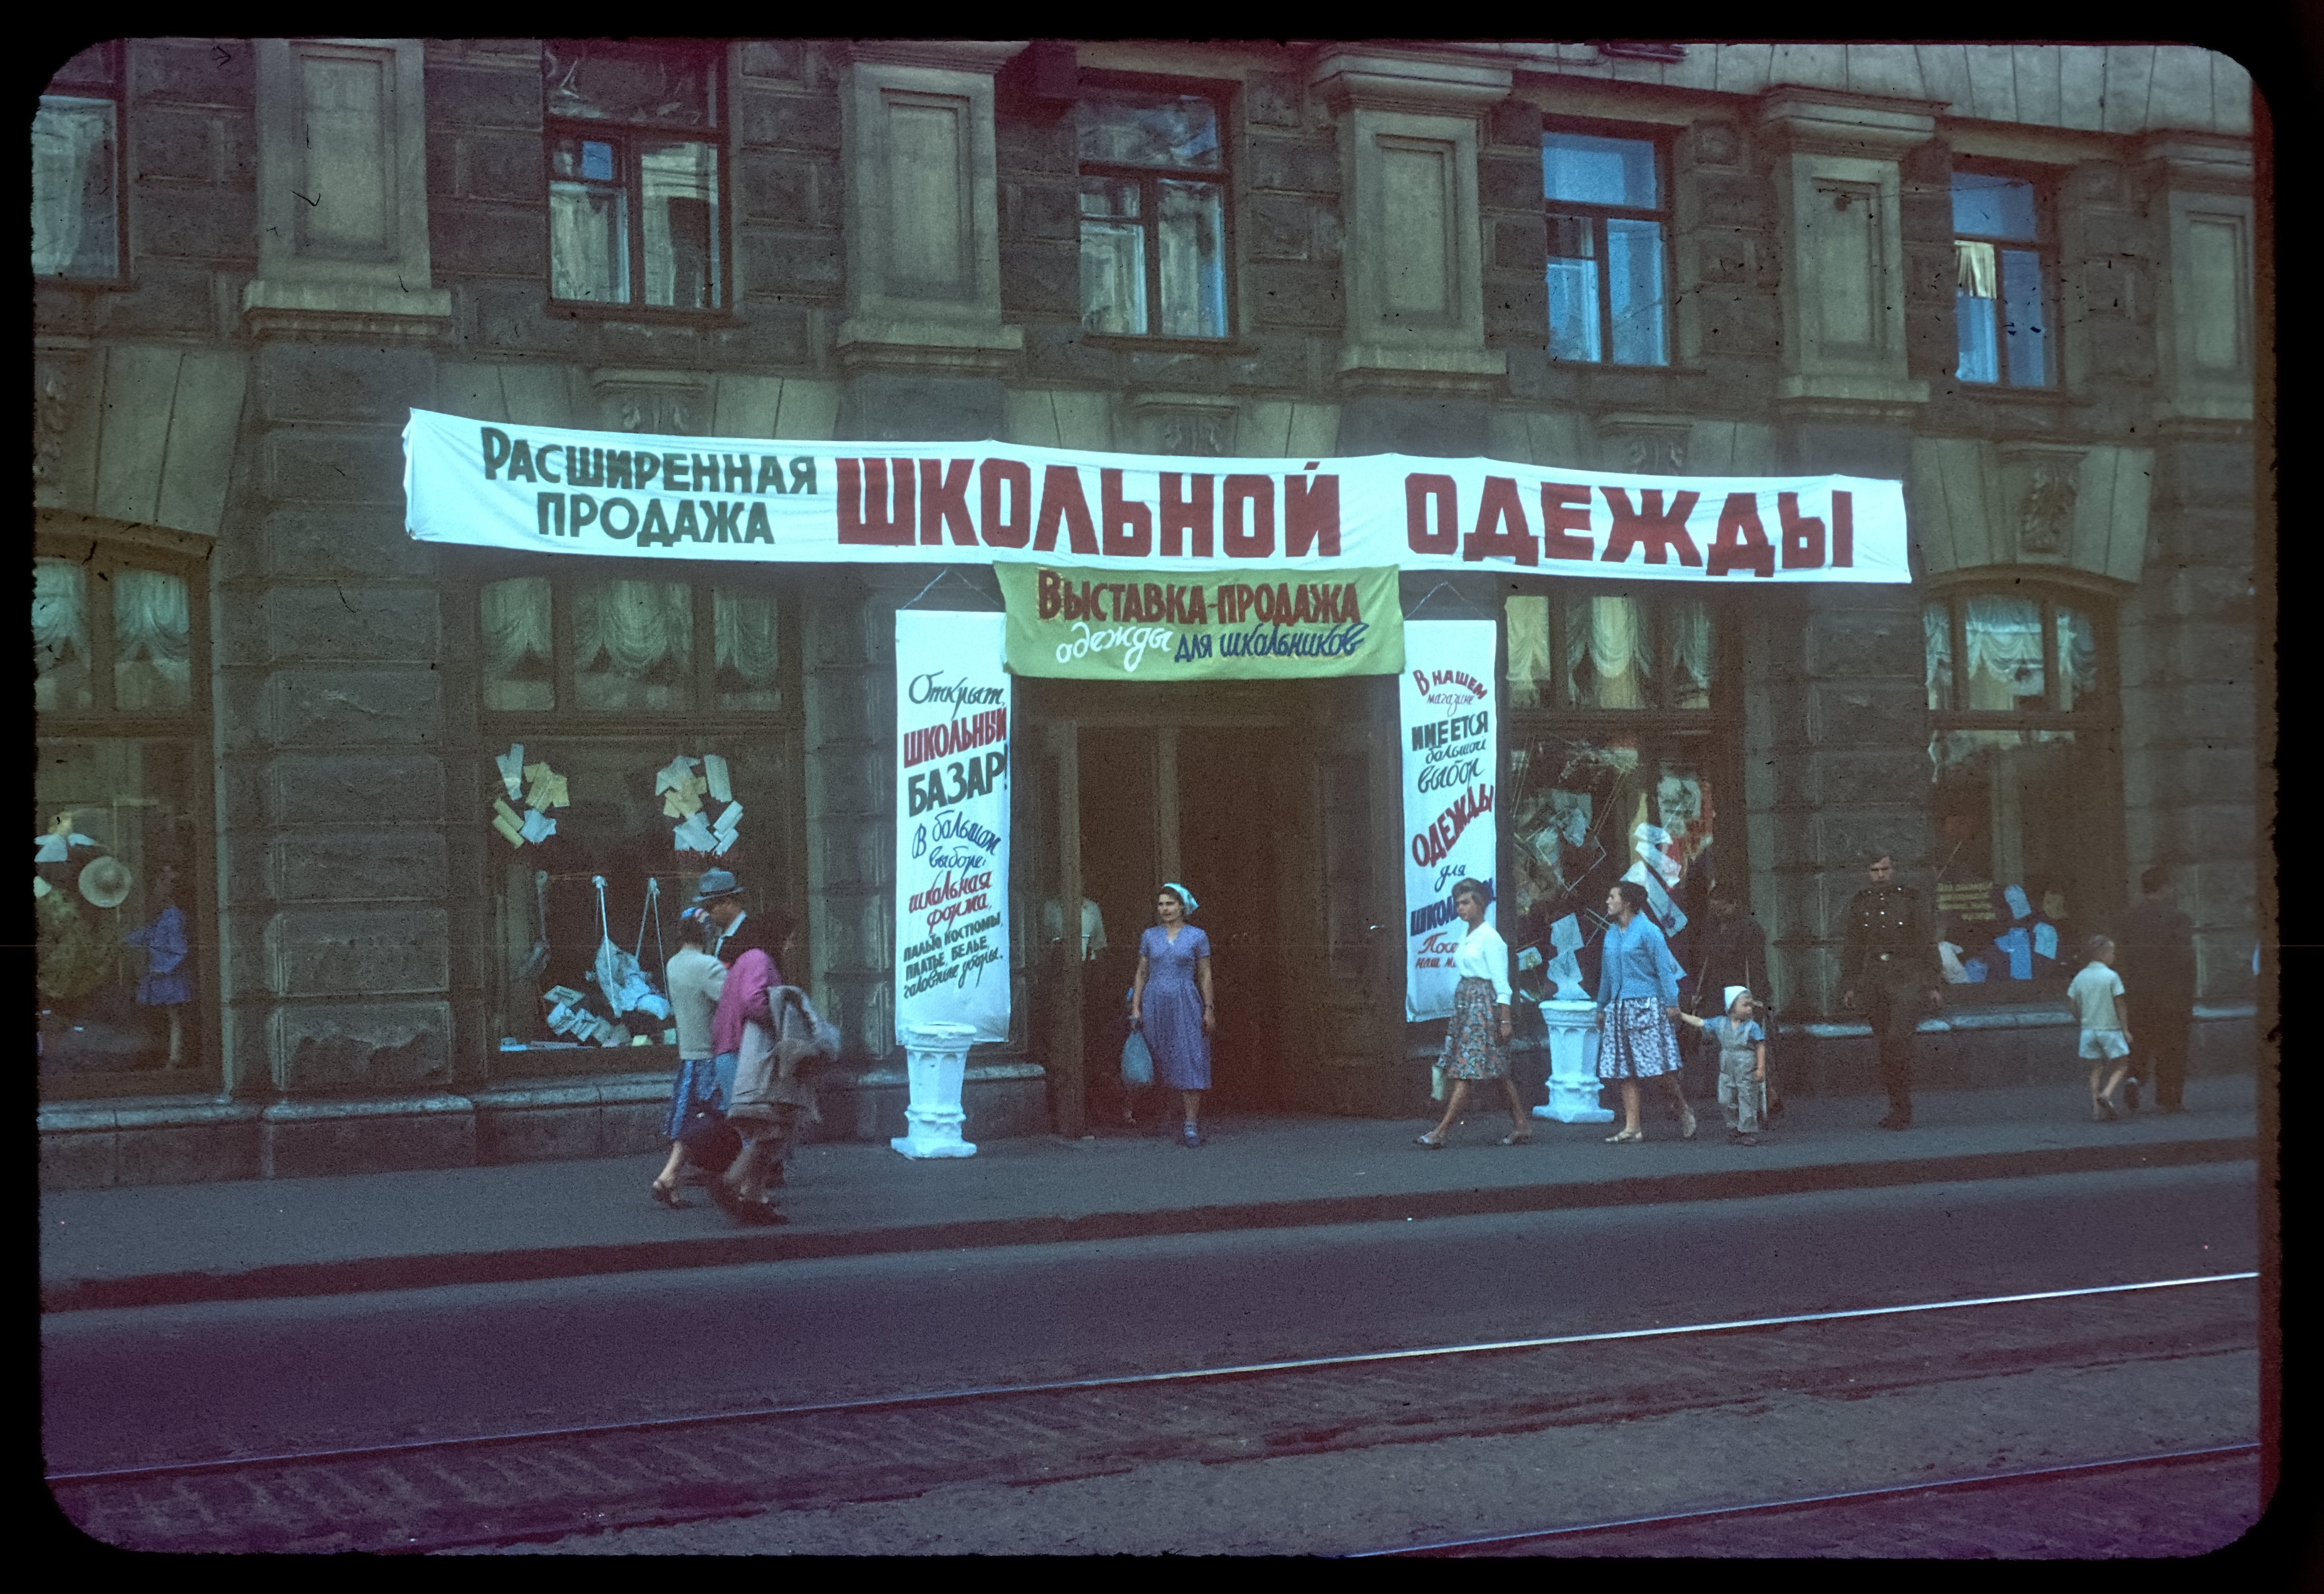 РАСШИРЕННАЯ
ПРОДАЖА
ШКОЛЬНОЙ ОДЕЖДЫ
ВЫСТАВКА-ПРОДАЖА
одежды для школьников
Открыт
ШКОЛЬНЫЙ
БАЗАР!
В большом
выборе:
школьная
форма,
ПАЛЬТО, КОСТЮМЫ,
ПЛАТЬЕ, БЕЛЬЕ,
головные уборы.
В НАШЕМ
магазине
ИМЕЕТСЯ
большой
выбор
ОДЕЖДЫ
для
наш